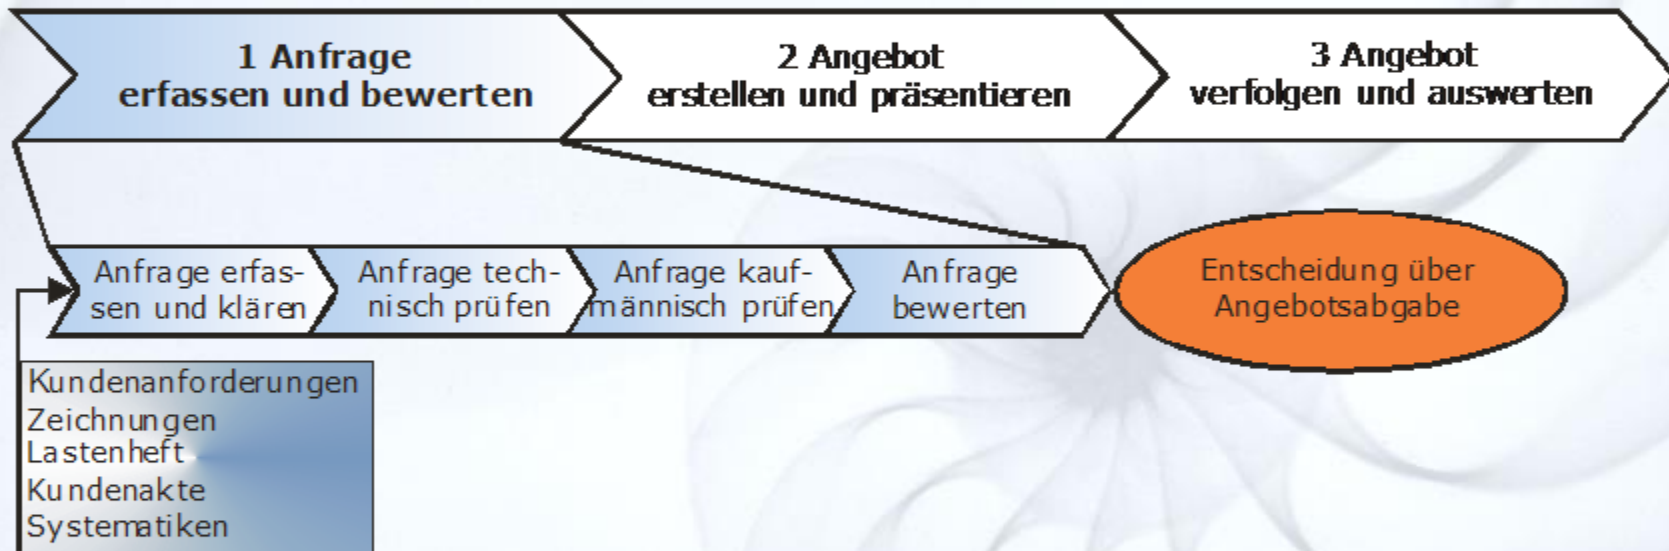 1 Anfrage
erfassen und bewerten
2 Angebot
erstellen und präsentieren
3 Angebot
verfolgen und auswerten
Anfrage erfas-
sen und klären
Anfrage tech-
nisch prüfen
Anfrage kauf-
männisch prüfen
Anfrage
bewerten
Entscheidung über
Angebotsabgabe
Kundenanforderungen
Zeichnungen
Lastenheft
Kundenakte
Systematiken